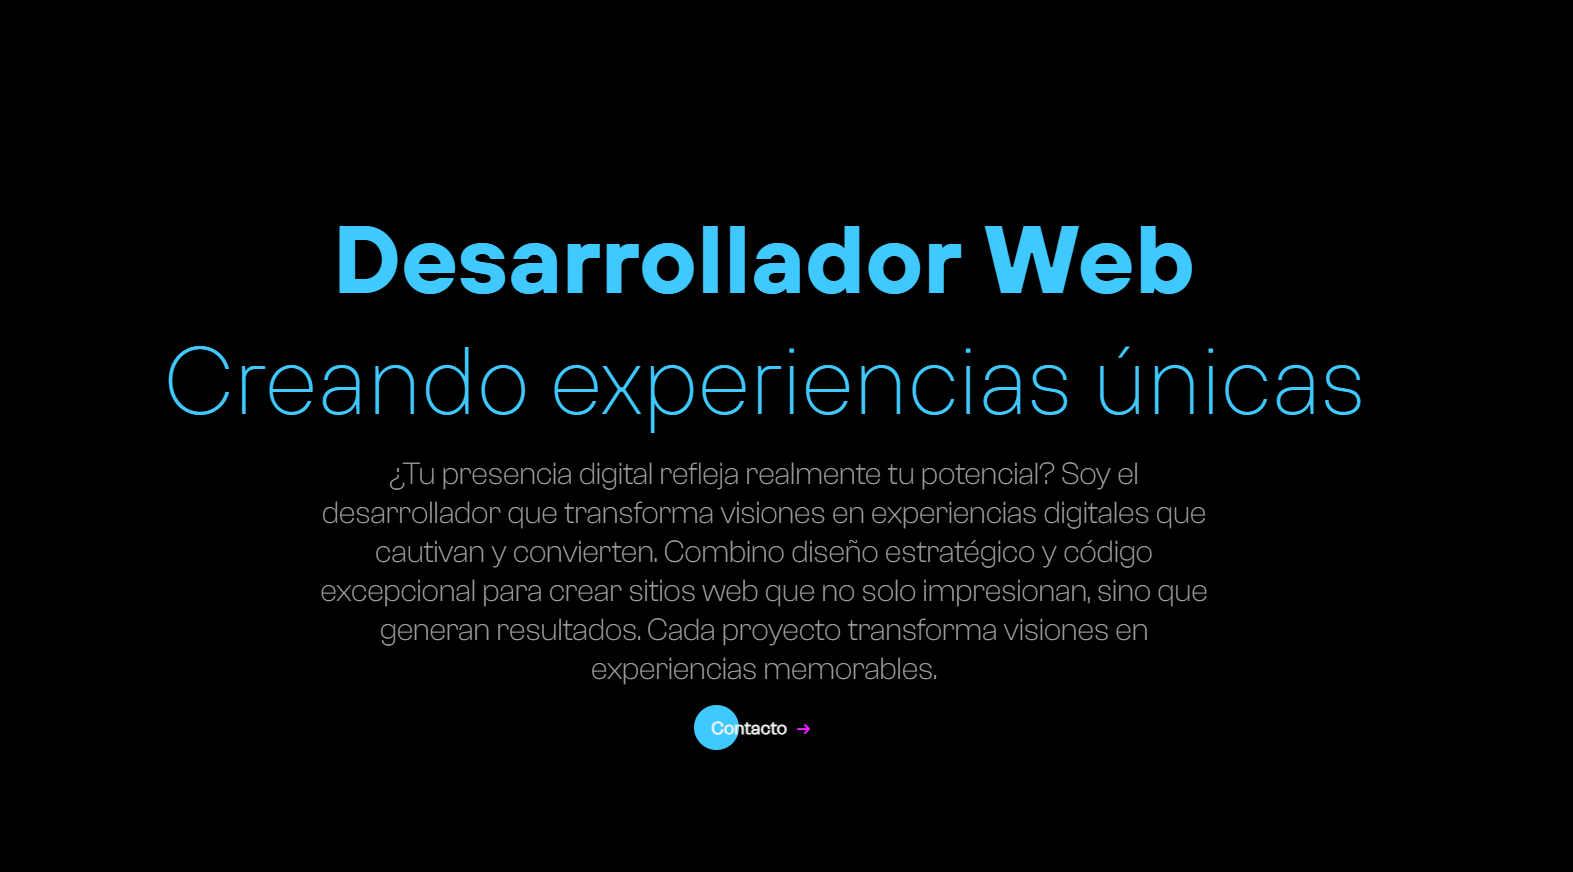 Desarrollador Web
Creando experiencias únicas
¿Tu presencia digital refleja realmente tu potencial? Soy el
desarrollador que transforma visiones en experiencias digitales que
cautivan y convierten. Combino diseño estratégico y código
excepcional para crear sitios web que no solo impresionan, sino que
generan resultados. Cada proyecto transforma visiones en
experiencias memorables.
Contacto →